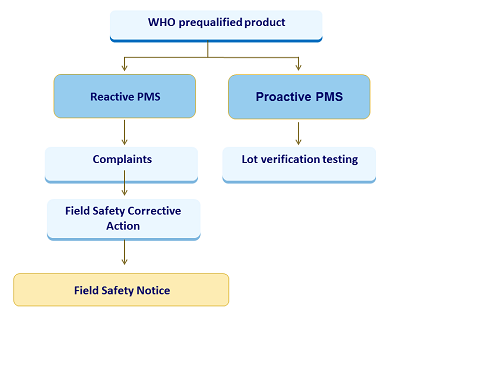 WHO prequalified product
Reactive PMS
Proactive PMS
Complaints
Lot verification testing
Field Safety Corrective
Action
Field Safety Notice